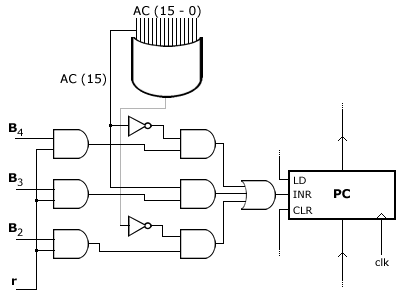 AC (15 - 0)
AC (15)
B4
B3
B2
r
LD
INR
CLR
PC
clk